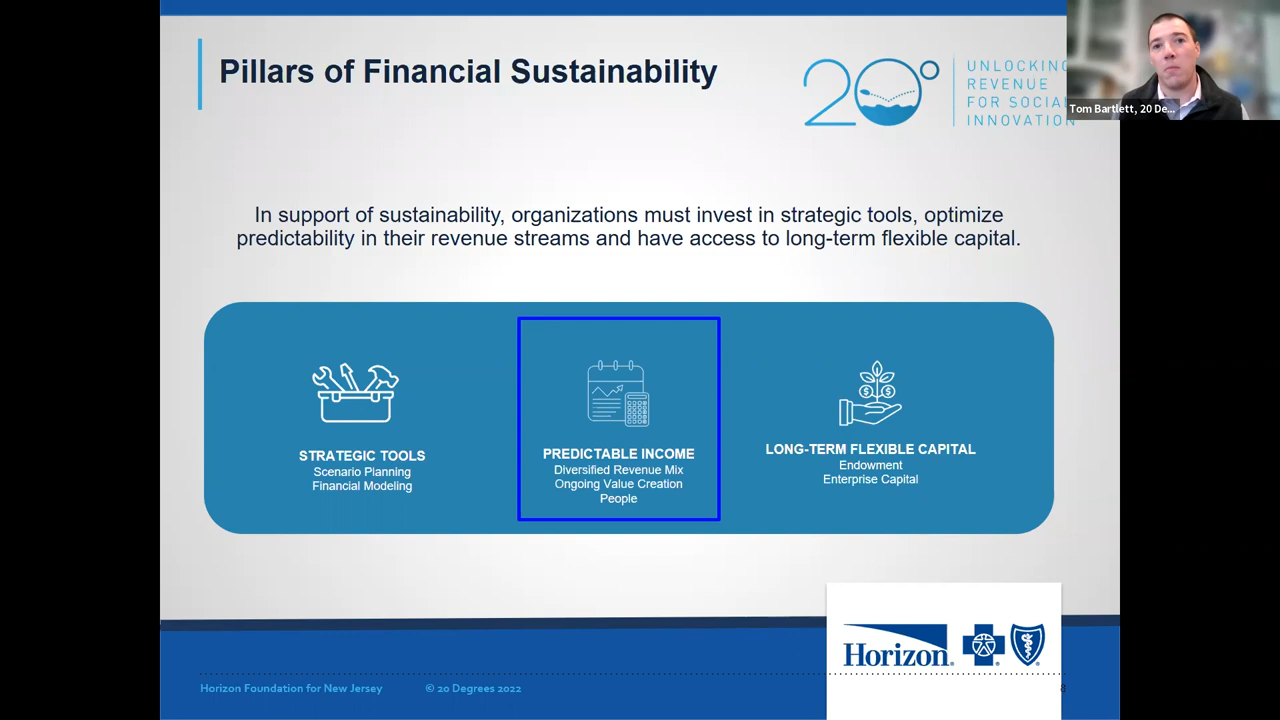 Pillars of Financial Sustainability
20°
UNLOCKING
REVENUE
FOR SOCIAL
INNOVATION
Tom Bartlett, 20 De...
In support of sustainability, organizations must invest in strategic tools, optimize
predictability in their revenue streams and have access to long-term flexible capital.
STRATEGIC TOOLS
Scenario Planning
Financial Modeling
PREDICTABLE INCOME
Diversified Revenue Mix
Ongoing Value Creation
People
LONG-TERM FLEXIBLE CAPITAL
Endowment
Enterprise Capital
Horizon
Horizon Foundation for New Jersey
© 20 Degrees 2022
8